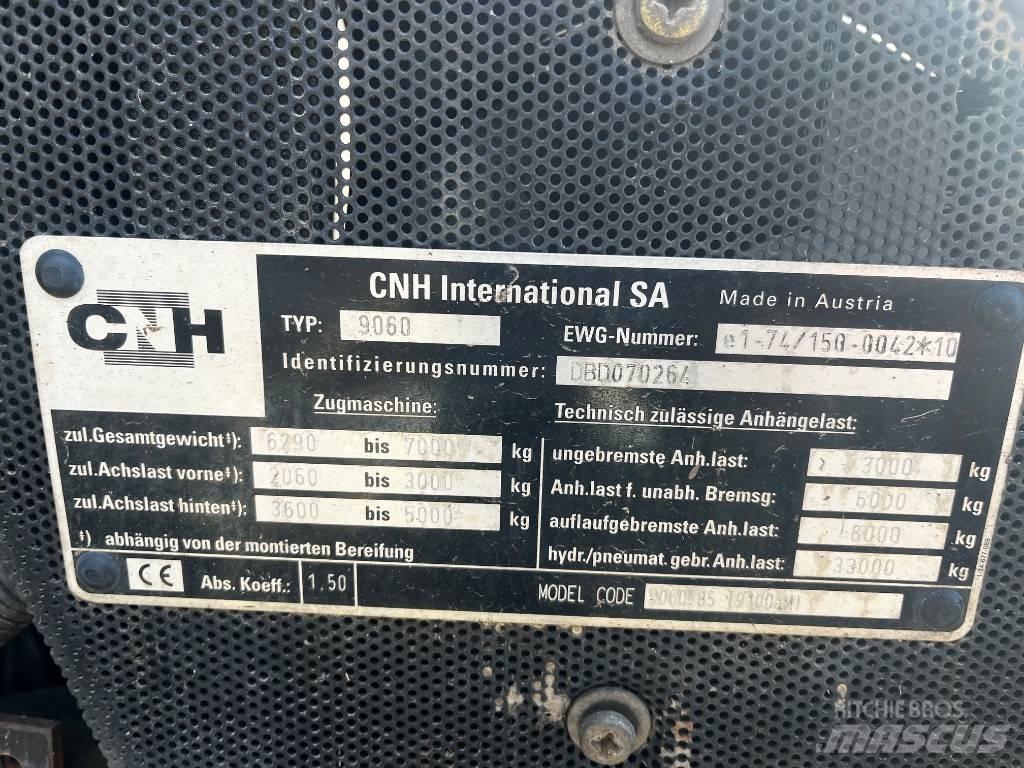 CNH
CNH International SA
Made in Austria
TYP: 9060
EWG-Nummer: e1-74/150-0042*10
Identifizierungsnummer: DBD070264
Zugmaschine:
zul.Gesamtgewicht‡): 6290 bis 7000 kg
zul.Achslast vorne‡): 2060 bis 3000 kg
zul.Achslast hinten‡): 3600 bis 5000 kg
‡) abhängig von der montierten Bereifung
Technisch zulässige Anhängelast:
ungebremste Anh.last: 3000 kg
Anh.last f. unabh. Bremsg: 6000 kg
auflaufgebremste Anh.last: 8000 kg
hydr./pneumat.gebr.Anh.last: 33000 kg
CE
Abs. Koeff.: 1,50
MODEL CODE
RITCHIE BROS.
MASCUS